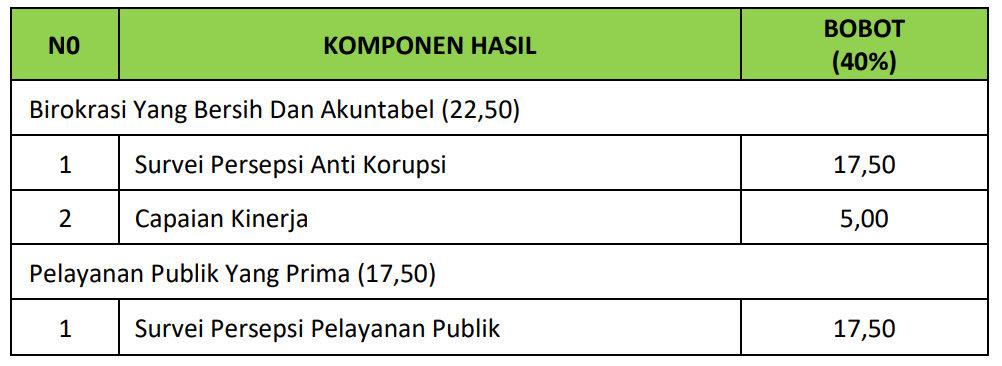 N0 KOMPONEN HASIL BOBOT
(40%)
Birokrasi Yang Bersih Dan Akuntabel (22,50)
1 Survei Persepsi Anti Korupsi 17,50
2 Capaian Kinerja 5,00
Pelayanan Publik Yang Prima (17,50)
1 Survei Persepsi Pelayanan Publik 17,50